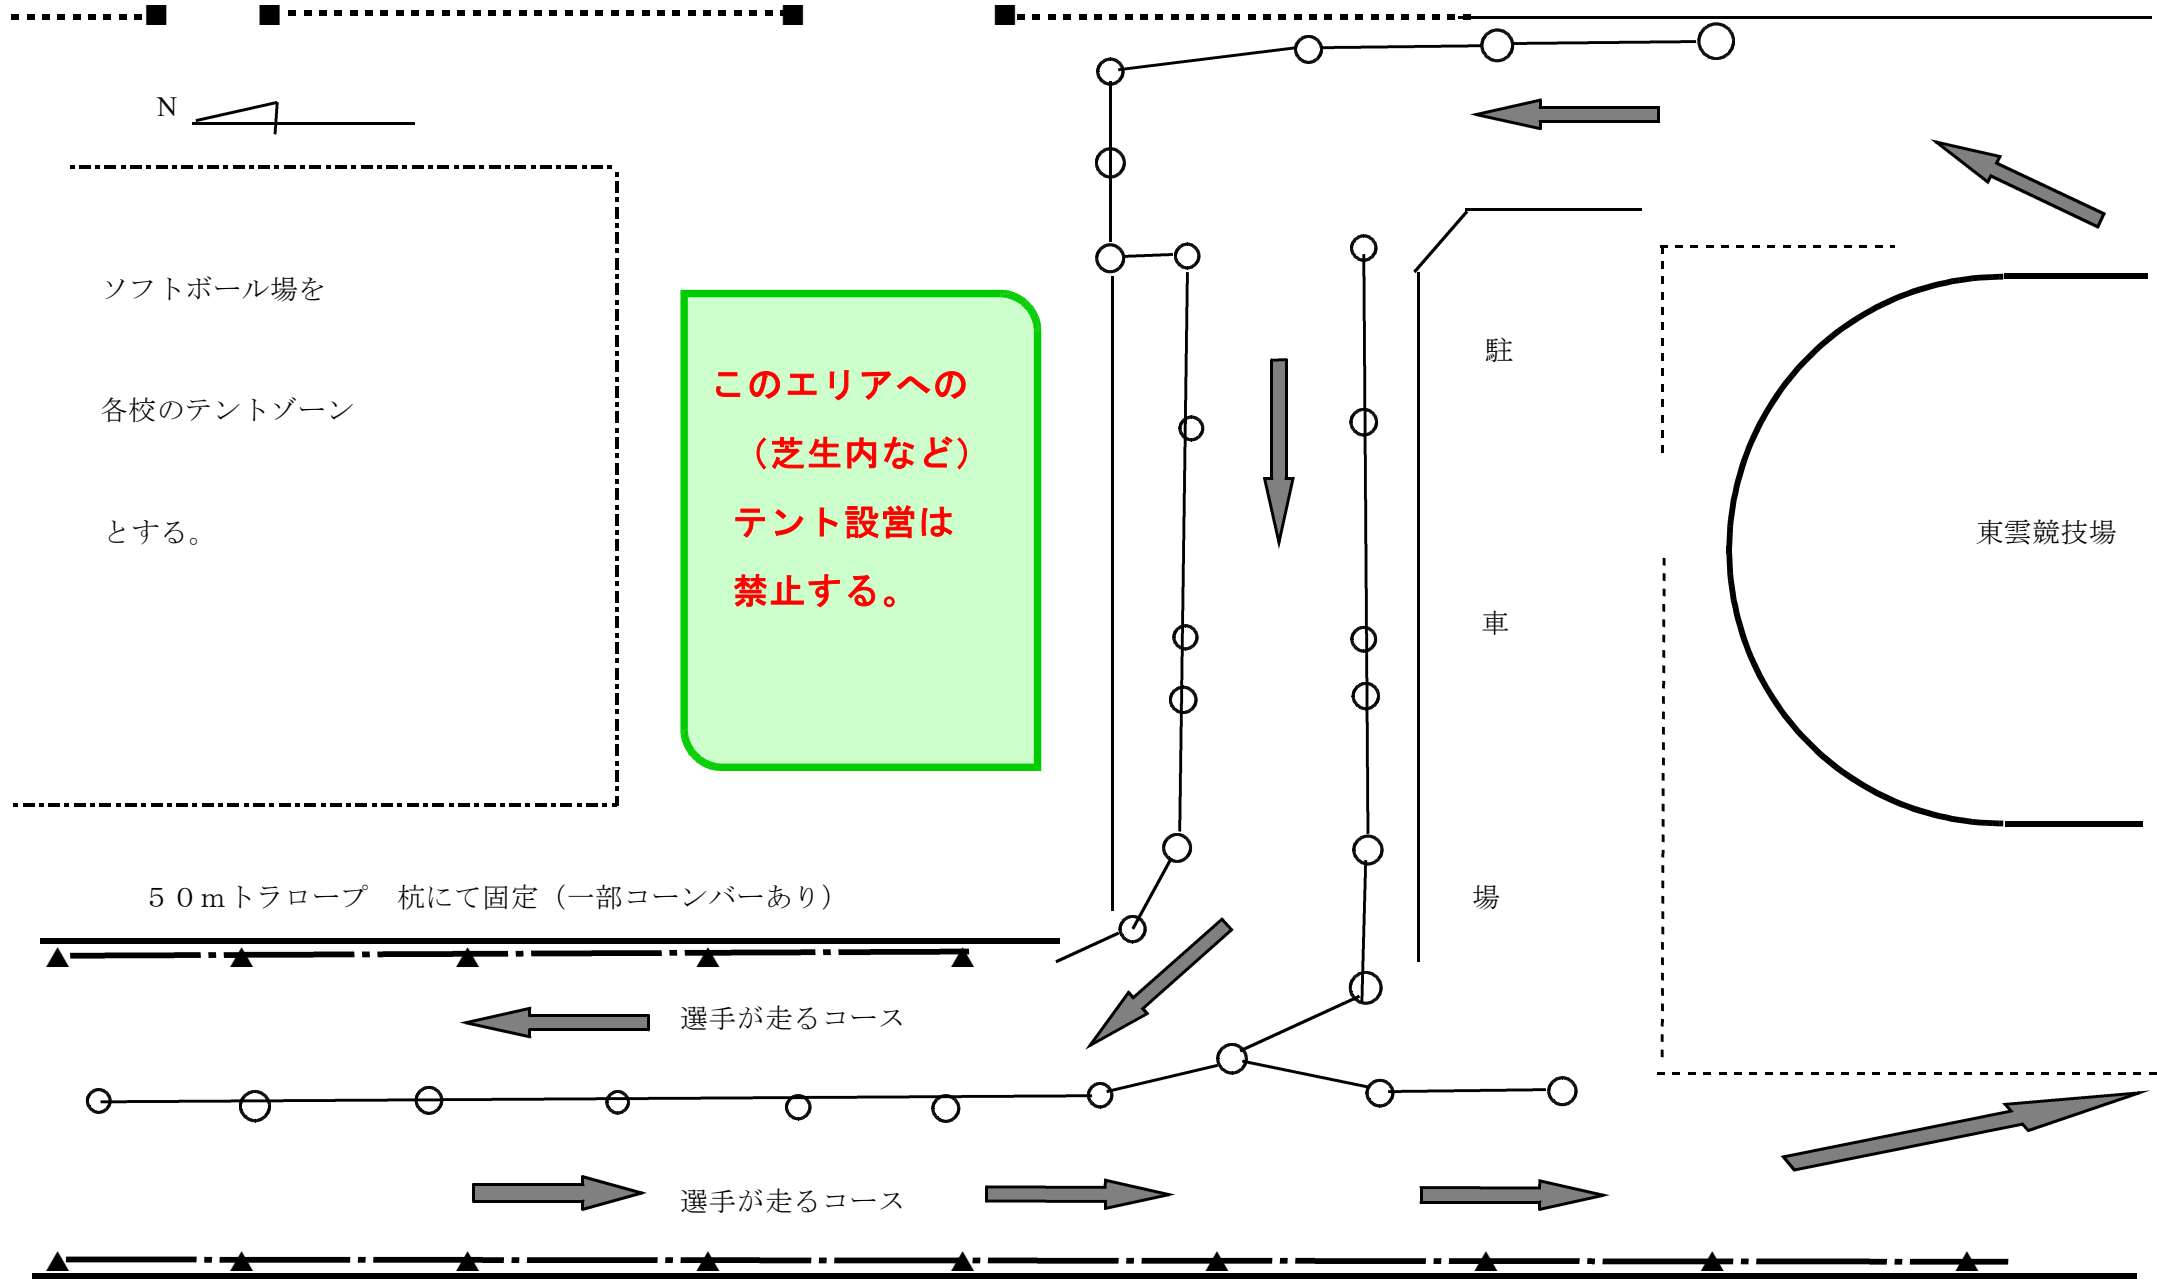 N
ソフトボール場を
各校のテントゾーン
とする。
このエリアへの
（芝生内など）
テント設営は
禁止する。
駐
車
場
東雲競技場
５０ｍトラロープ　杭にて固定（一部コーンバーあり）
選手が走るコース
選手が走るコース